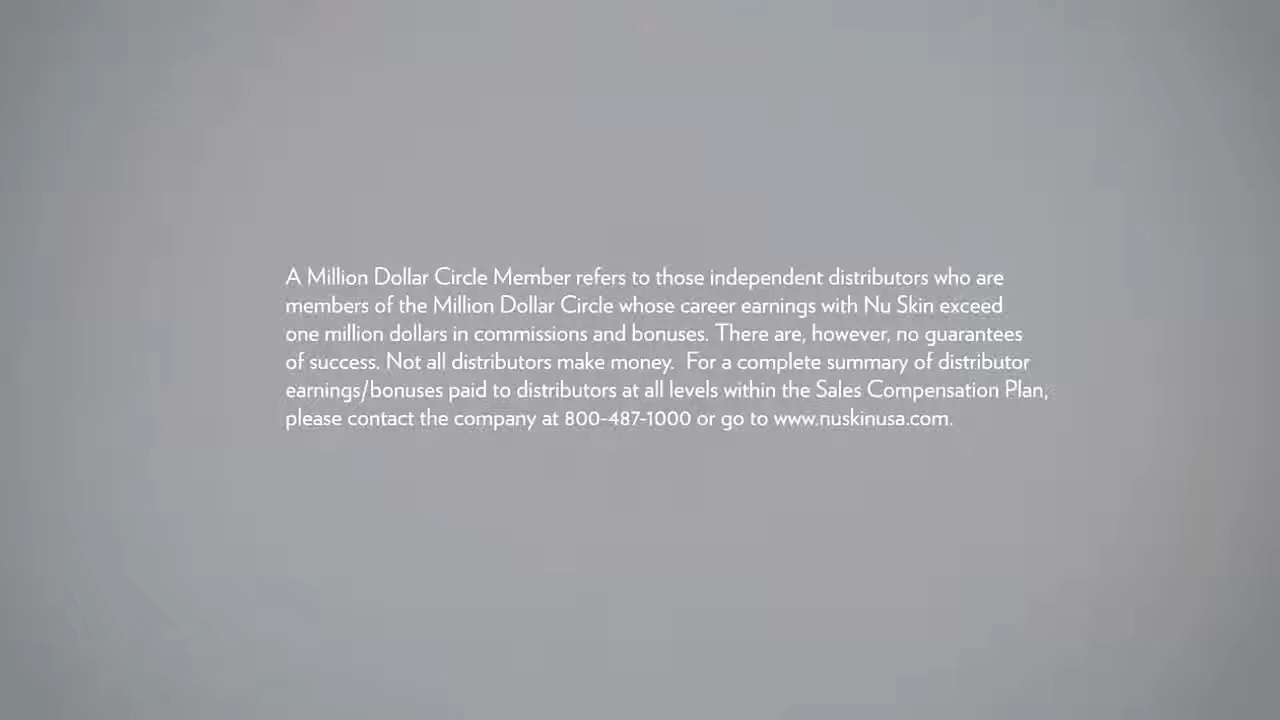 A Million Dollar Circle Member refers to those independent distributors who are
members of the Million Dollar Circle whose career earnings with Nu Skin exceed
one million dollars in commissions and bonuses. There are, however, no guarantees
of success. Not all distributors make money.  For a complete summary of distributor
earnings/bonuses paid to distributors at all levels within the Sales Compensation Plan,
please contact the company at 800-487-1000 or go to www.nuskinusa.com.